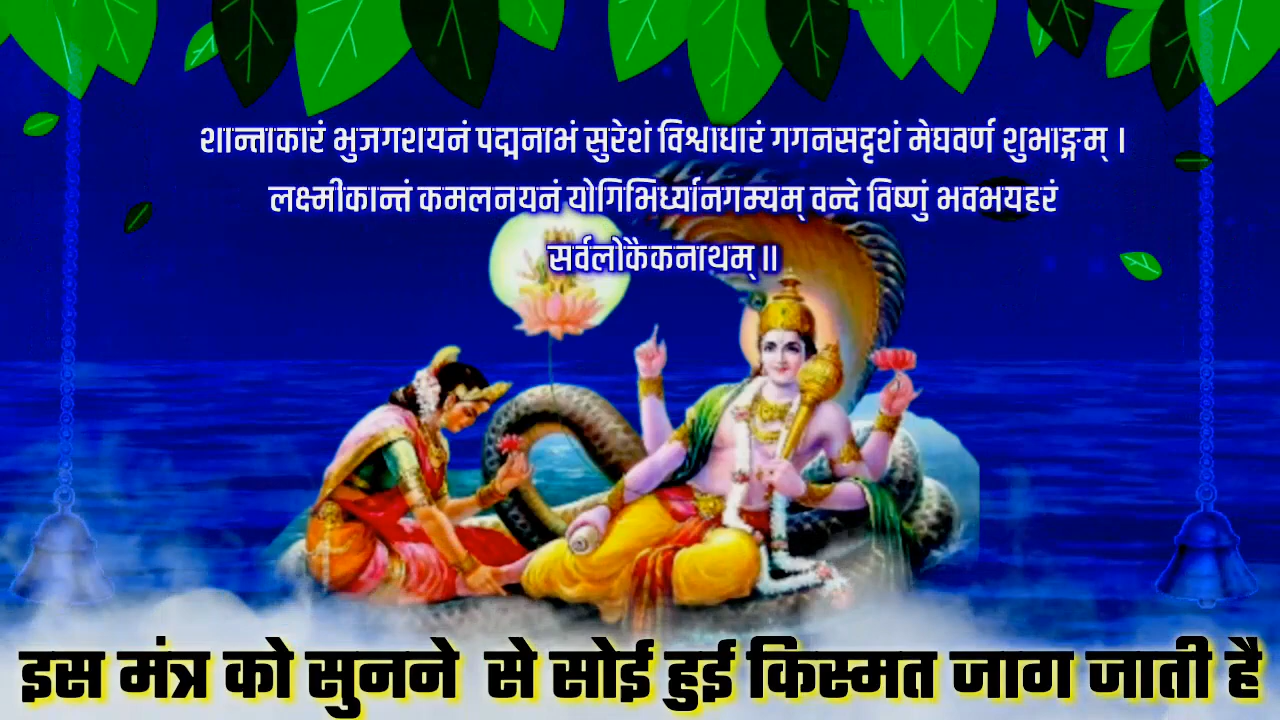 शान्ताकारं भुजगशयनं पद्मनाभं सुरेशं विश्वाधारं गगनसदृशं मेघवर्ण शुभाङ्गम् ।
लक्ष्मीकान्तं कमलनयनं योगिभिर्ध्यानगम्यम् वन्दे विष्णुं भवभयहरं
सर्वलोकैकनाथम् ॥
इस मंत्र को सुनने से सोई हुई किस्मत जाग जाती है